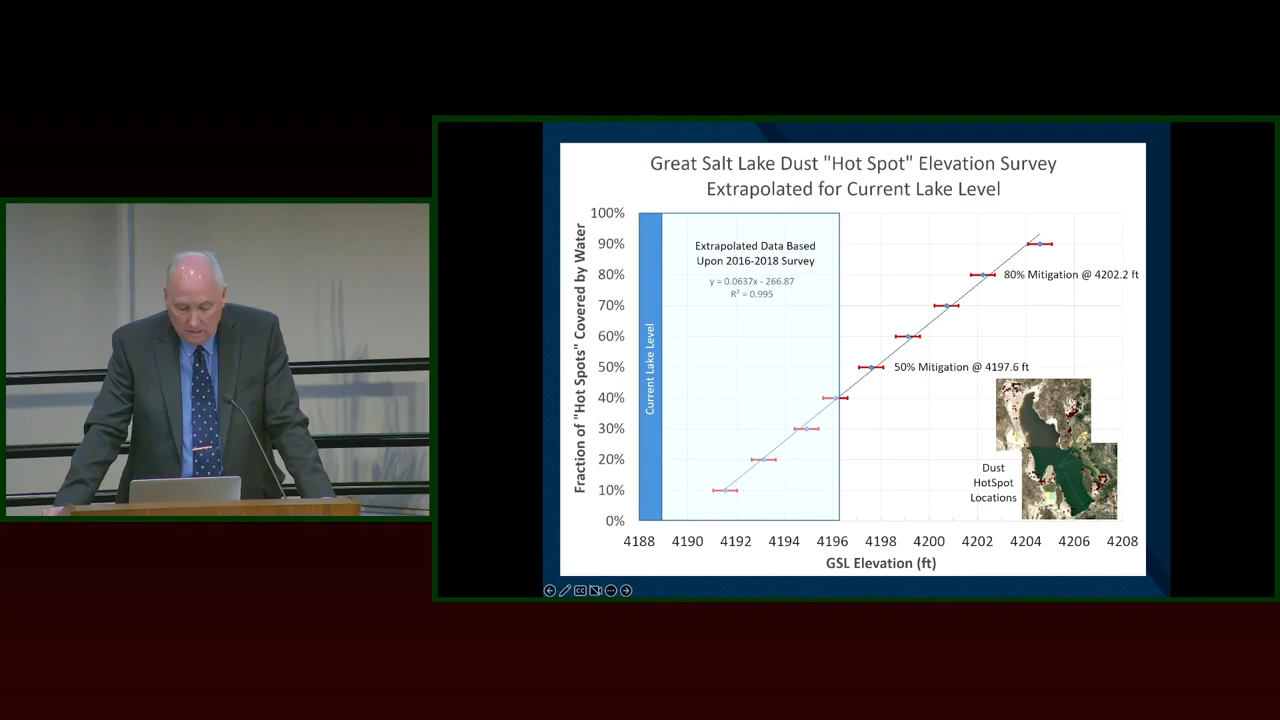 Great Salt Lake Dust "Hot Spot" Elevation Survey
Extrapolated for Current Lake Level
Fraction of "Hot Spots" Covered by Water
100%
90%
80%
70%
60%
50%
40%
30%
20%
10%
0%
Current Lake Level
Extrapolated Data Based
Upon 2016-2018 Survey
y = 0.0637x - 266.87
R² = 0.995
80% Mitigation @ 4202.2 ft
50% Mitigation @ 4197.6 ft
Dust
HotSpot
Locations
4188 4190 4192 4194 4196 4198 4200 4202 4204 4206 4208
GSL Elevation (ft)
CC